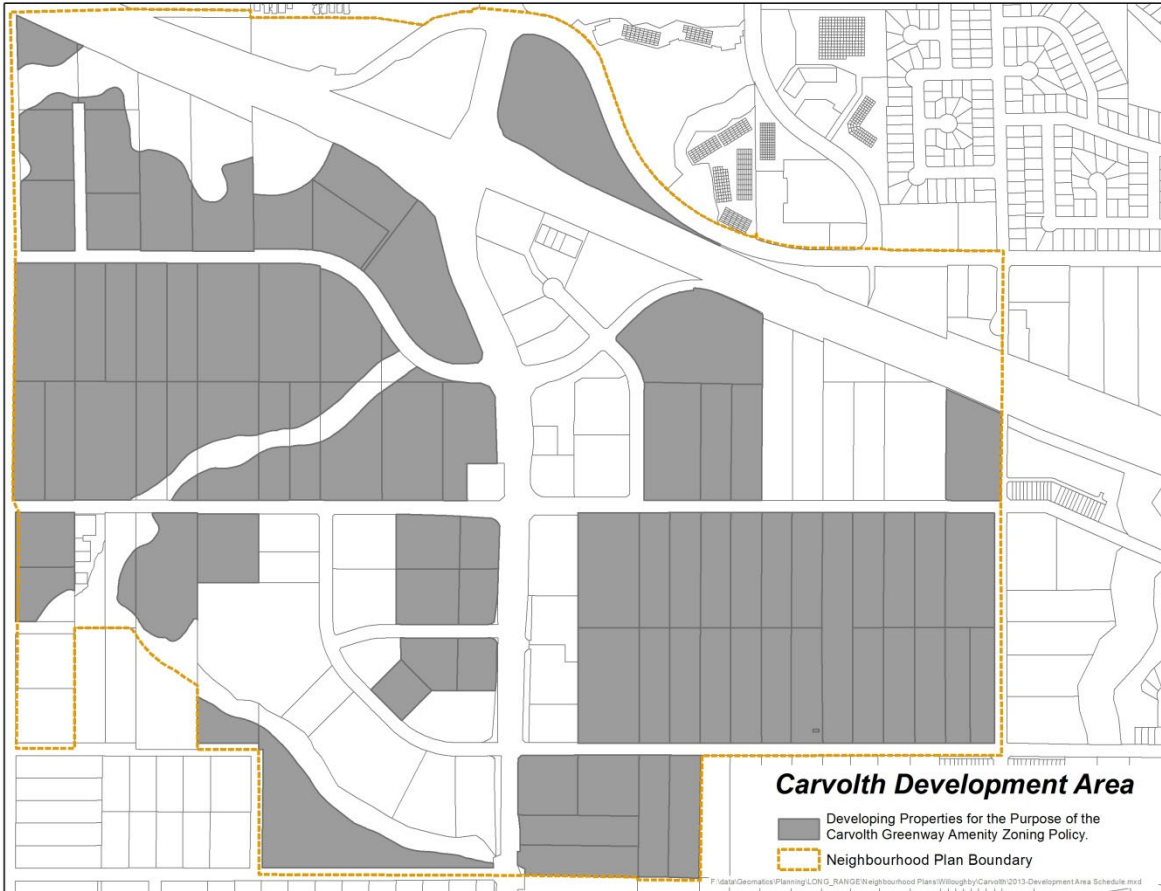 Carvolth Development Area
Developing Properties for the Purpose of the
Carvolth Greenway Amenity Zoning Policy.
Neighbourhood Plan Boundary
F:\data\Geomatics\Planning\LONG_RANGE\Neighbourhood Plans\Willoughby\Carvolth\2013-Development Area Schedule.mxd